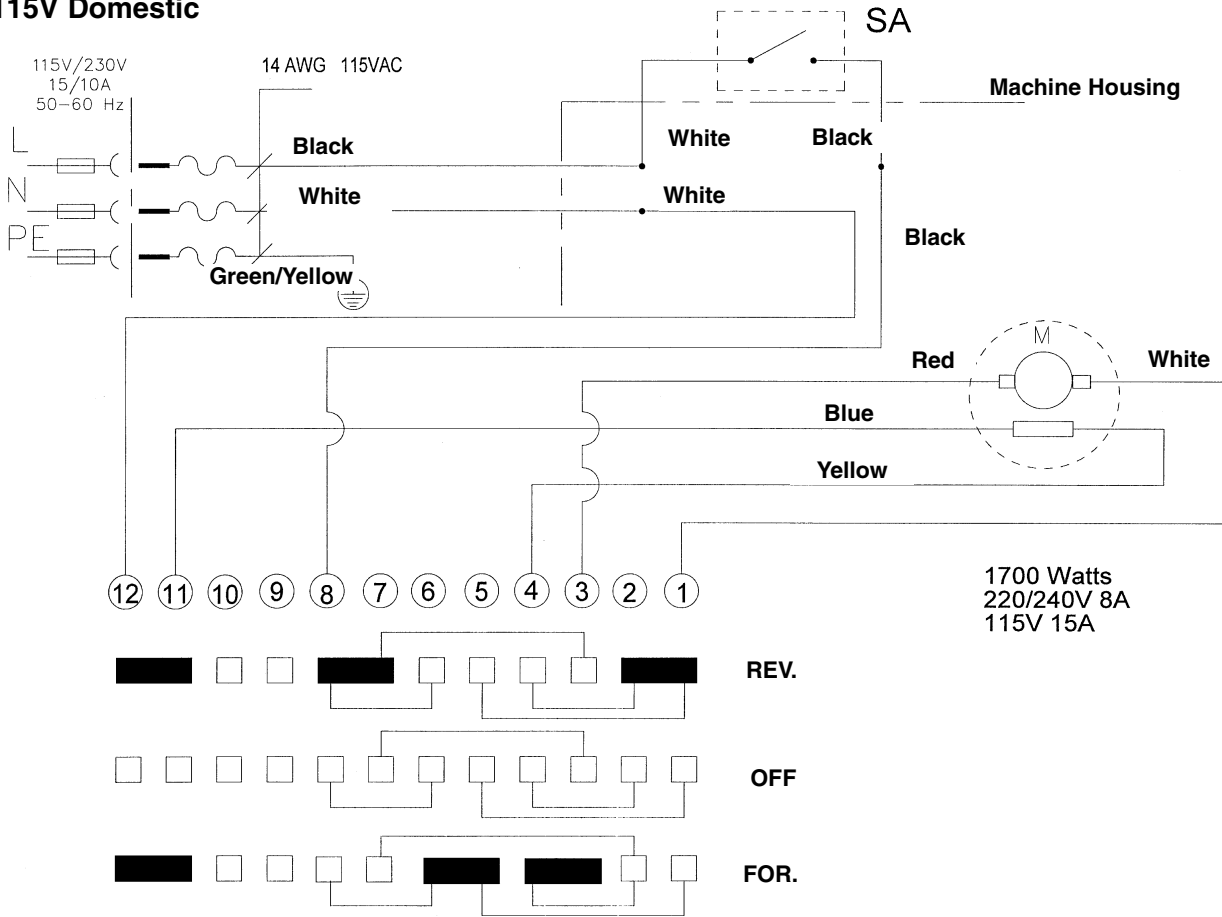 115V Domestic
SA
115V/230V
15/10A
50-60 Hz
14 AWG 115VAC
Machine Housing
L
Black
White
Black
N
White
White
PE
Black
Green/Yellow
M
Red
White
Blue
Yellow
12 11 10 9 8 7 6 5 4 3 2 1
1700 Watts
220/240V 8A
115V 15A
REV.
OFF
FOR.